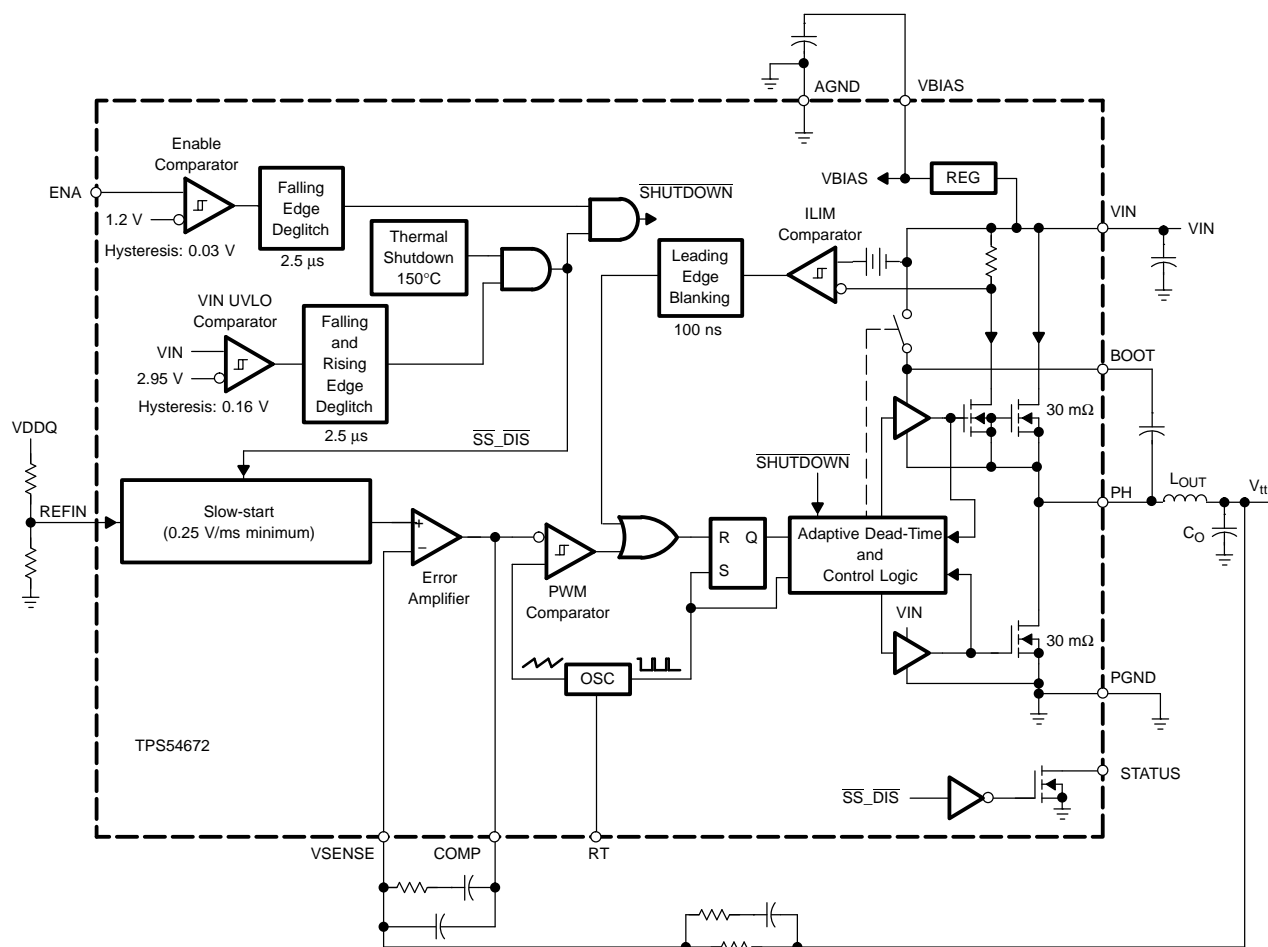 AGND
VBIAS
Enable
Comparator
ENA
1.2 V
Hysteresis: 0.03 V
Falling
Edge
Deglitch
2.5 μs
SHUTDOWN
VBIAS
REG
VIN
VIN
ILIM
Comparator
Thermal
Shutdown
150°C
Leading
Edge
Blanking
100 ns
VIN UVLO
Comparator
VIN
2.95 V
Hysteresis: 0.16 V
Falling
and
Rising
Edge
Deglitch
2.5 μs
BOOT
30 mΩ
VDDQ
SS_DIS
SHUTDOWN
REFIN
Slow-start
(0.25 V/ms minimum)
+
−
Error
Amplifier
PWM
Comparator
R Q
S
Adaptive Dead-Time
and
Control Logic
PH
LOUT
Vtt
CO
VIN
30 mΩ
OSC
PGND
TPS54672
SS_DIS
STATUS
VSENSE
COMP
RT